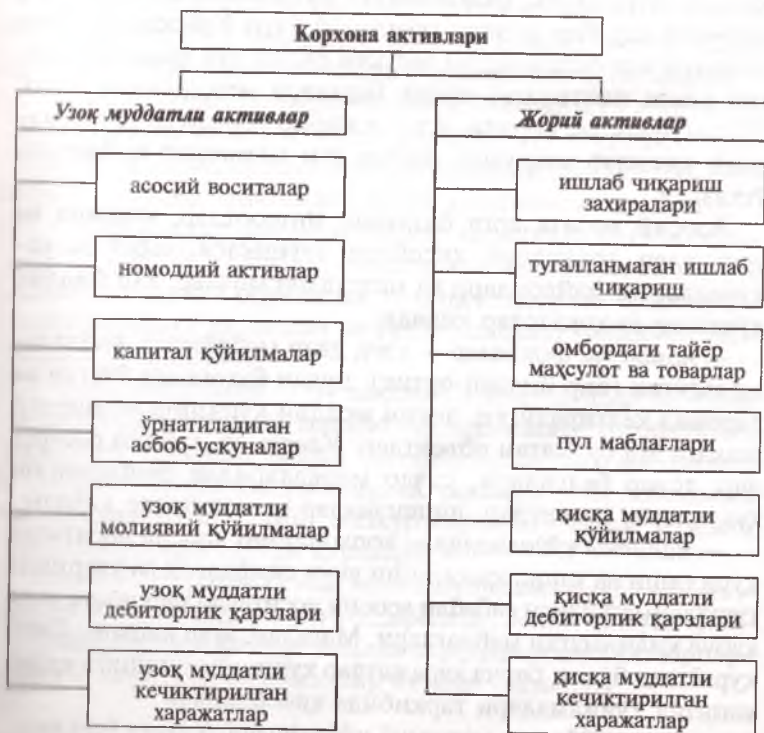 Корхона активлари
Узоқ муддатли активлар
асосий воситалар
номоддий активлар
капитал қўйилмалар
ўрнатиладиган
асбоб-ускуналар
узоқ муддатли
молиявий қўйилмалар
узоқ муддатли
дебиторлик қарзлари
узоқ муддатли
кечиктирилган
харажатлар
Жорий активлар
ишлаб чиқариш
захиралари
тугалланмаган ишлаб
чиқариш
омбордаги тайёр
маҳсулот ва товарлар
пул маблағлари
қисқа муддатли
қўйилмалар
қисқа муддатли
дебиторлик қарзлари
қисқа муддатли
кечиктирилган
харажатлар